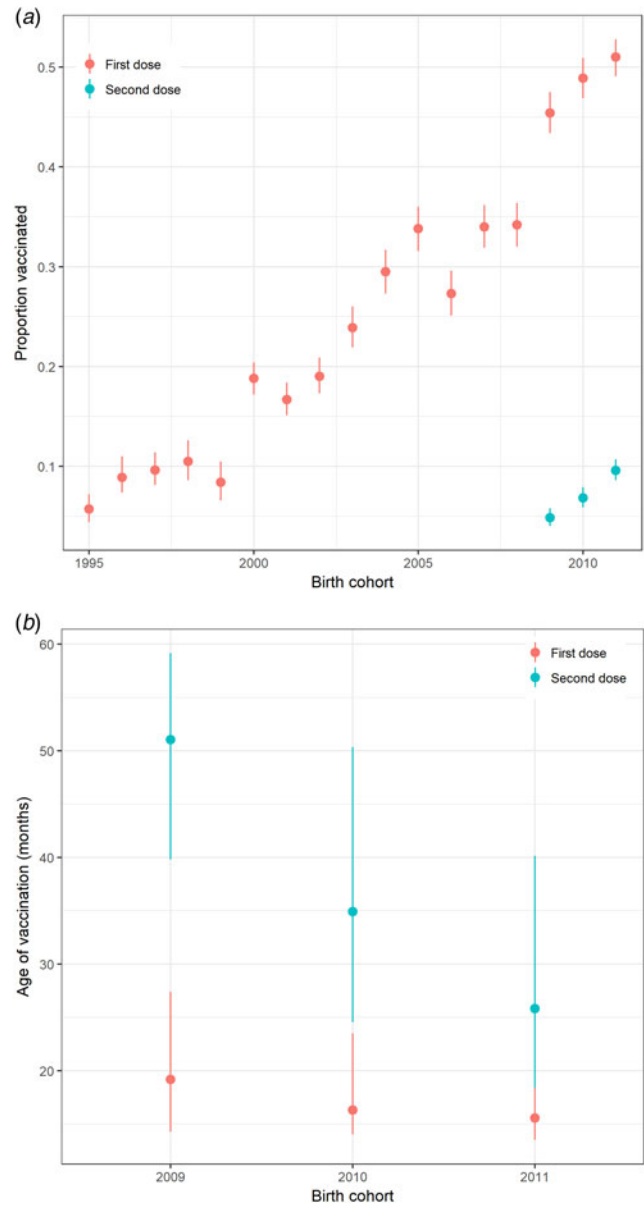 (a)
0.5
0.4
0.3
0.2
0.1
Proportion vaccinated
First dose
Second dose
1995
2000
2005
2010
Birth cohort
(b)
60
50
40
30
20
Age of vaccination (months)
First dose
Second dose
2009
2010
2011
Birth cohort